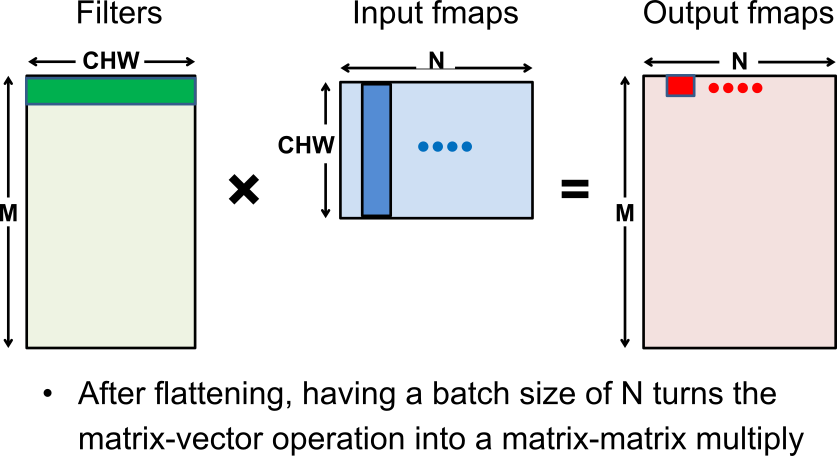 Filters
Input fmaps
Output fmaps
CHW
N
N
M
CHW
M
× =
• After flattening, having a batch size of N turns the
matrix-vector operation into a matrix-matrix multiply